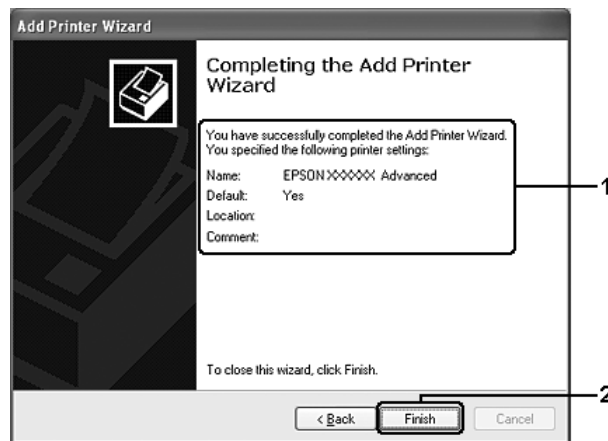 Add Printer Wizard
Completing the Add Printer
Wizard
You have successfully completed the Add Printer Wizard.
You specified the following printer settings:
Name: EPSON XXXXXX Advanced
Default: Yes
Location:
Comment:
1
To close this wizard, click Finish.
2
< Back Finish Cancel